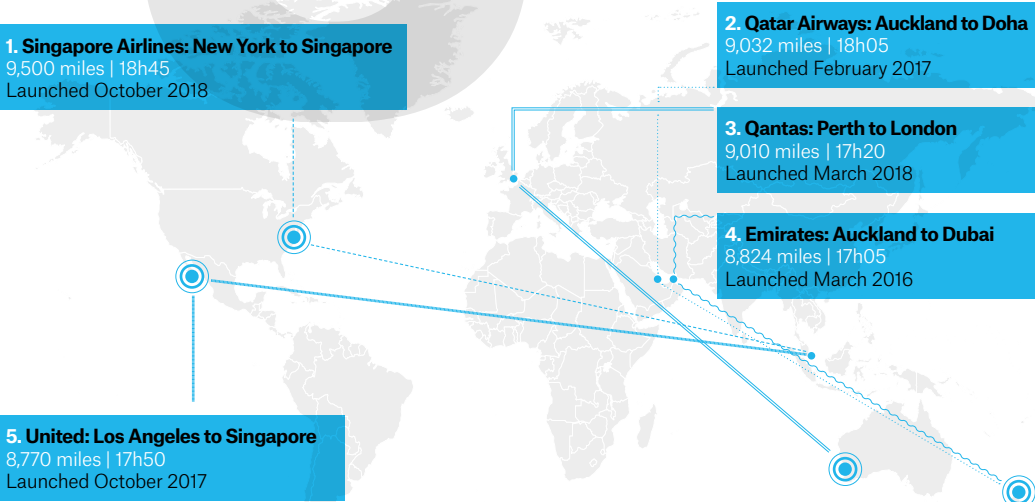 1. Singapore Airlines: New York to Singapore
9,500 miles | 18h45
Launched October 2018
2. Qatar Airways: Auckland to Doha
9,032 miles | 18h05
Launched February 2017
3. Qantas: Perth to London
9,010 miles | 17h20
Launched March 2018
4. Emirates: Auckland to Dubai
8,824 miles | 17h05
Launched March 2016
5. United: Los Angeles to Singapore
8,770 miles | 17h50
Launched October 2017